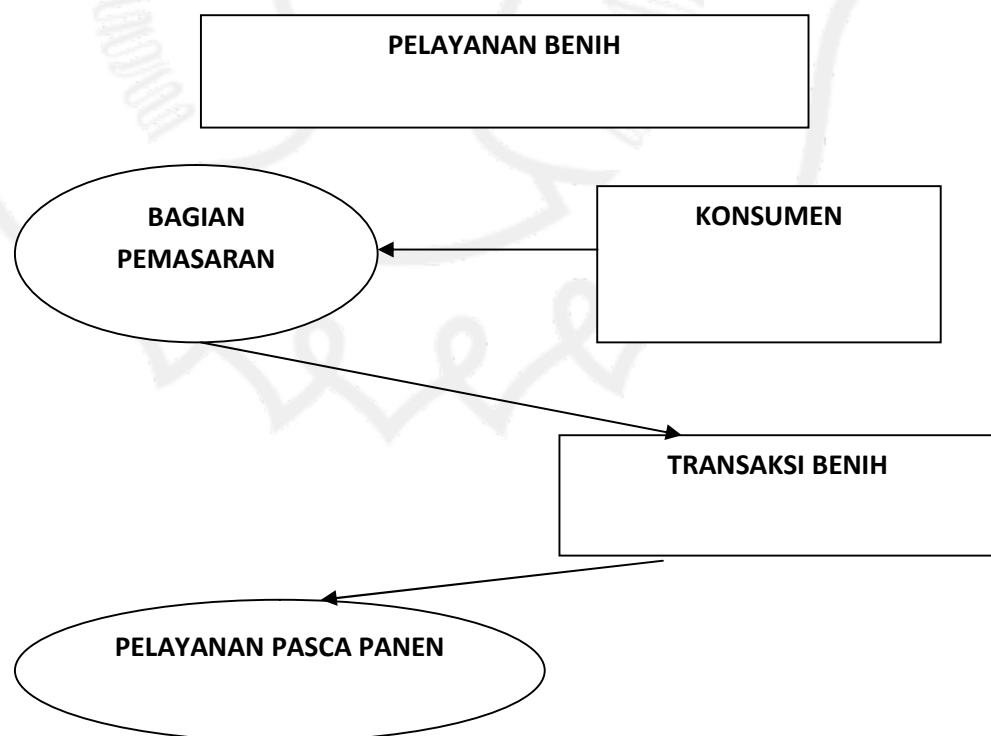 PELAYANAN BENIH
BAGIAN
PEMASARAN
KONSUMEN
TRANSAKSI BENIH
PELAYANAN PASCA PANEN